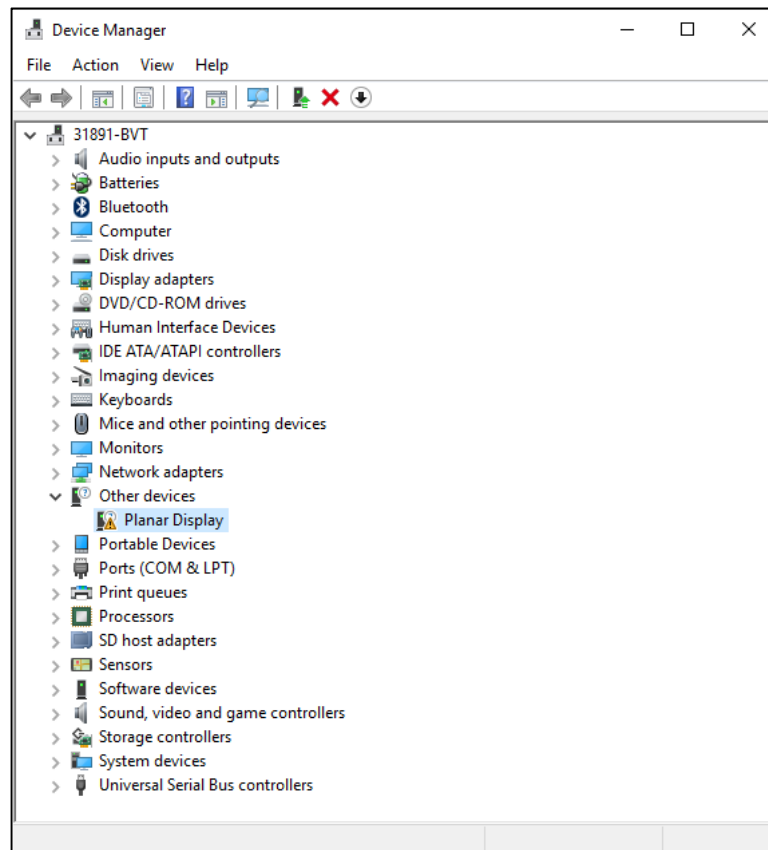 Device Manager
File Action View Help
31891-BVT
Audio inputs and outputs
Batteries
Bluetooth
Computer
Disk drives
Display adapters
DVD/CD-ROM drives
Human Interface Devices
IDE ATA/ATAPI controllers
Imaging devices
Keyboards
Mice and other pointing devices
Monitors
Network adapters
Other devices
Planar Display
Portable Devices
Ports (COM & LPT)
Print queues
Processors
SD host adapters
Sensors
Software devices
Sound, video and game controllers
Storage controllers
System devices
Universal Serial Bus controllers